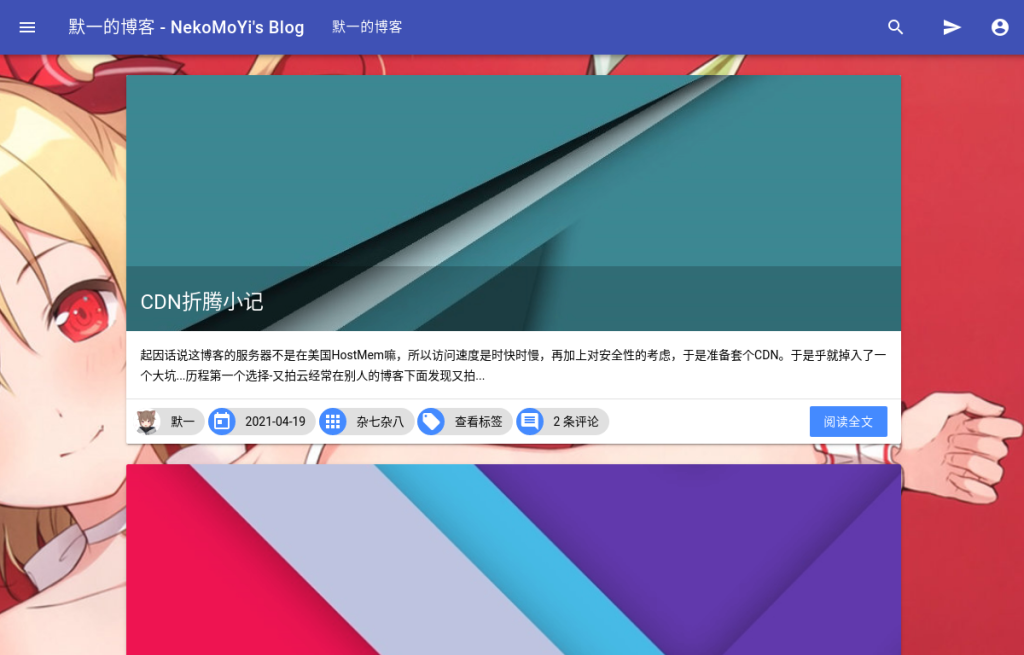 默一的博客 - NekoMoYi's Blog 默一的博客
CDN折腾小记
起因话说这博客的服务器不是在美国HostMem嘛，所以访问速度是时快时慢，再加上对安全性的考虑，于是准备套个CDN。于是乎就掉入了一
个大坑...历程第一个选择-又拍云经常在别人的博客下面发现又拍...
默一 2021-04-19 杂七杂八 查看标签 2 条评论 阅读全文